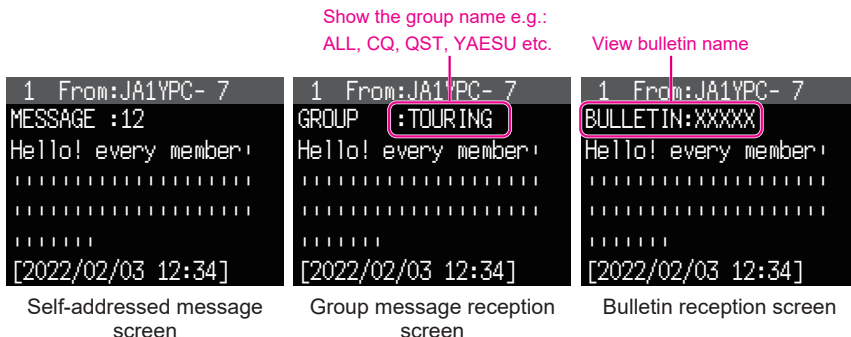 Show the group name e.g.:
ALL, CQ, QST, YAESU etc.
View bulletin name
1 From:JA1YPC- 7
MESSAGE :12
Hello! every member
[2022/02/03 12:34]
Self-addressed message
screen
1 From:JA1YPC- 7
GROUP :TOURING
Hello! every member
[2022/02/03 12:34]
Group message reception
screen
1 From:JA1YPC- 7
BULLETIN:XXXXX
Hello! every member
[2022/02/03 12:34]
Bulletin reception screen